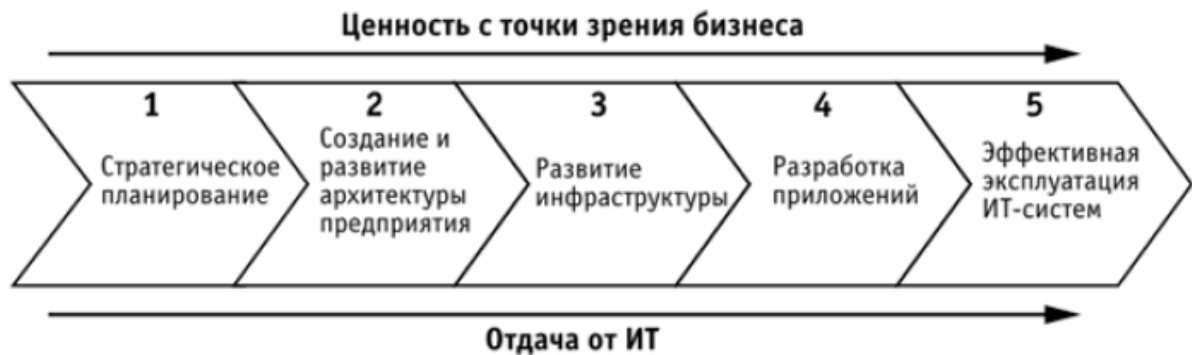 Ценность с точки зрения бизнеса
1
Стратегическое
планирование
2
Создание и
развитие
архитектуры
предприятия
3
Развитие
инфраструктуры
4
Разработка
приложений
5
Эффективная
эксплуатация
ИТ-систем
Отдача от ИТ